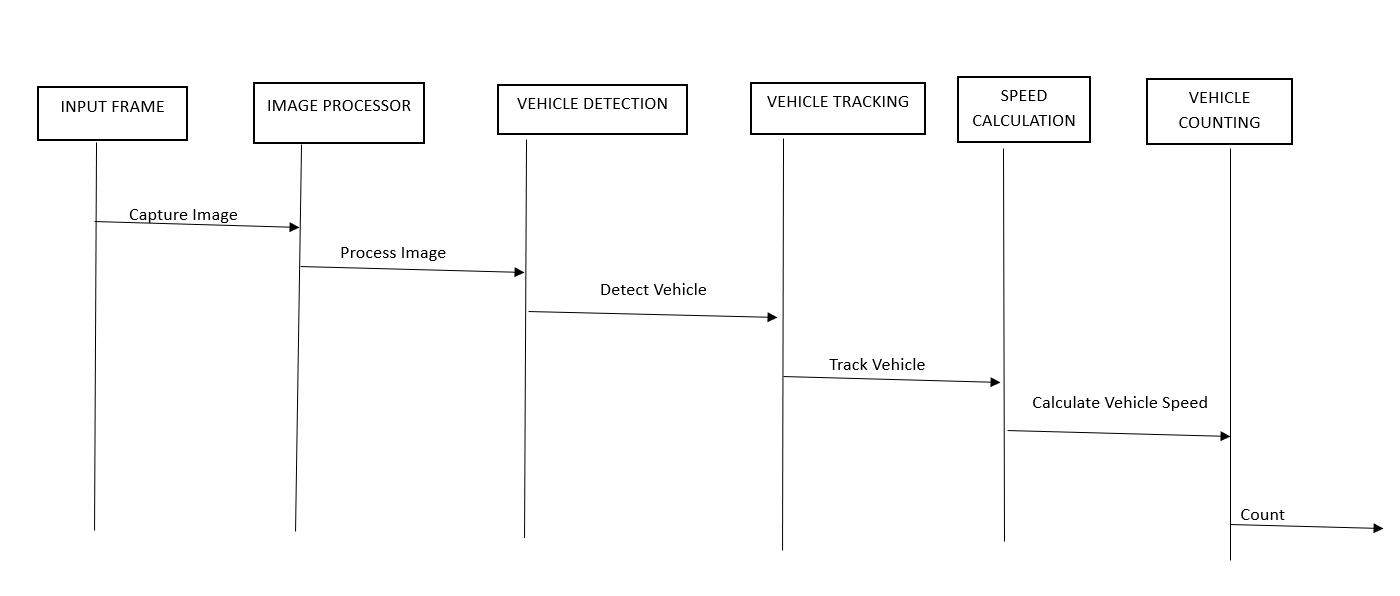 INPUT FRAME
IMAGE PROCESSOR
VEHICLE DETECTION
VEHICLE TRACKING
SPEED
CALCULATION
VEHICLE
COUNTING
Capture Image
Process Image
Detect Vehicle
Track Vehicle
Calculate Vehicle Speed
Count